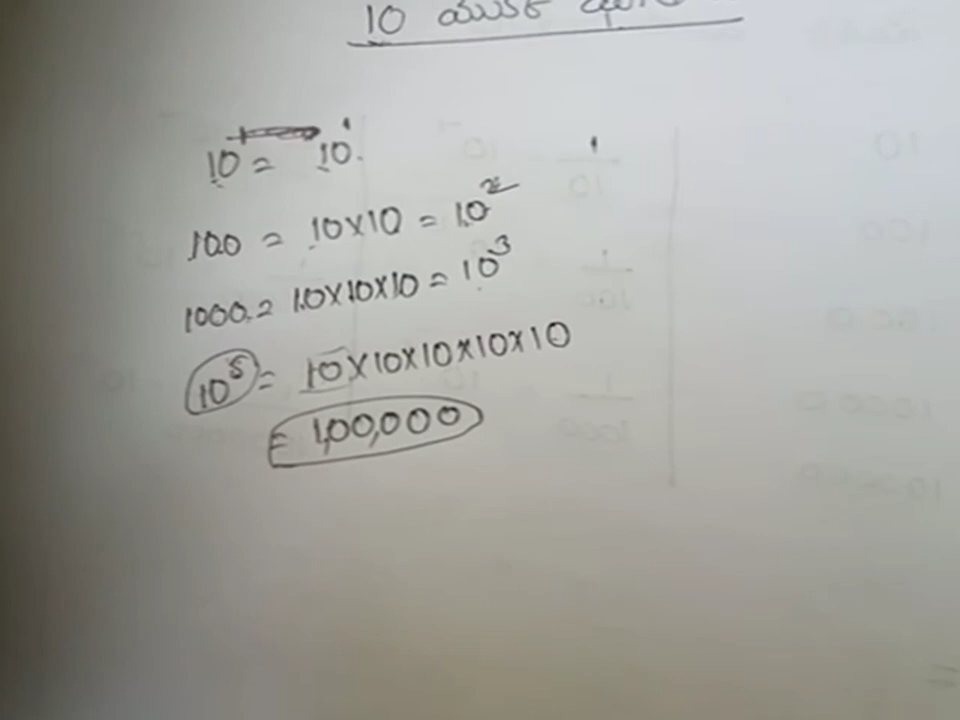 10
10 = 10¹
100 = 10×10 = 10²
1000 = 10×10×10 = 10³
10⁵ = 10×10×10×10×10
= 1,00,000